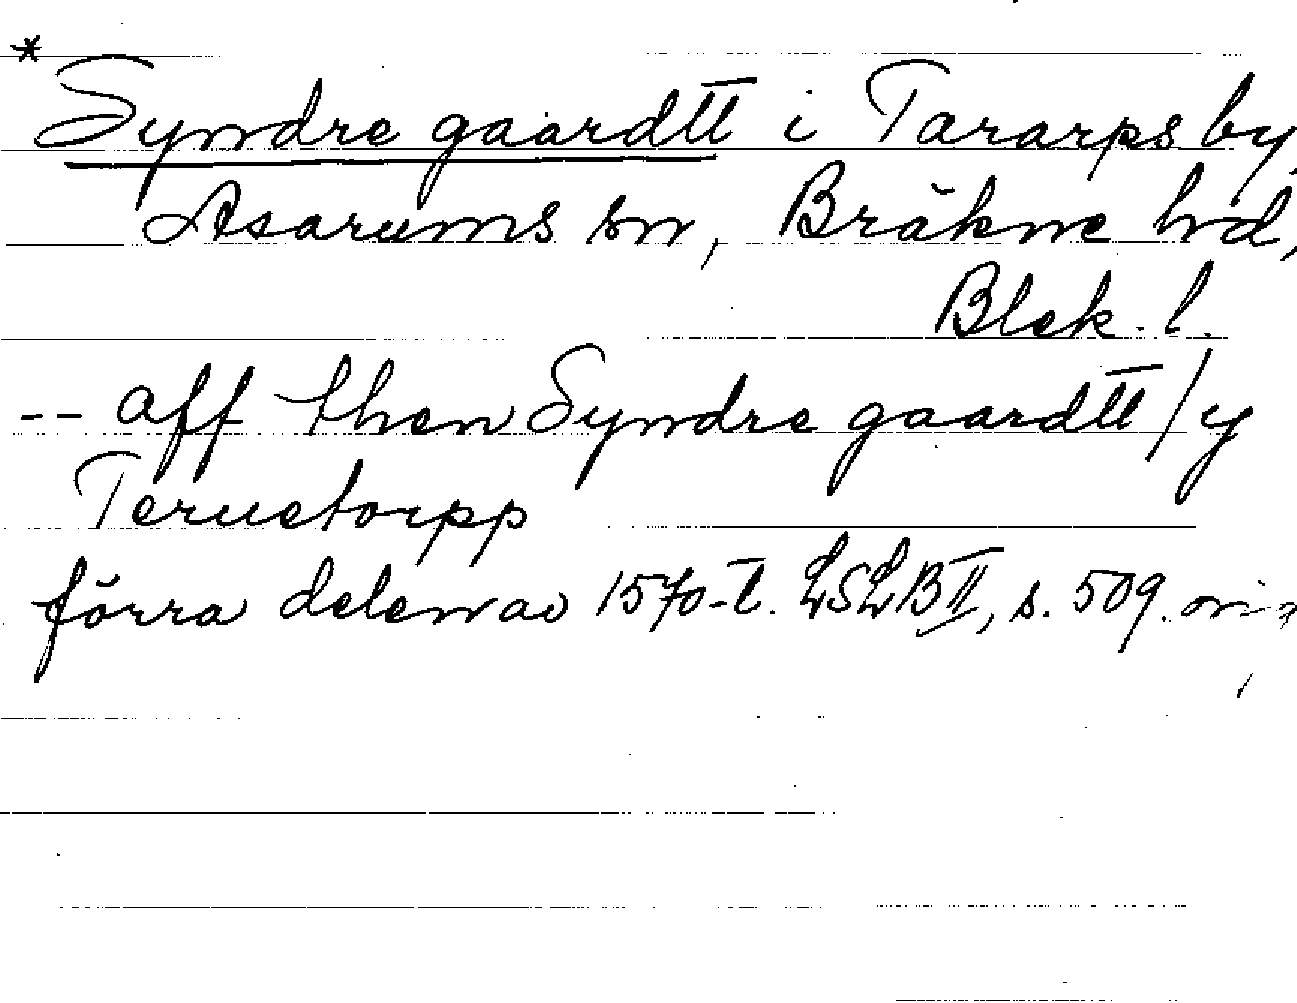 * Syndre gaardtt i Tararps by,
Asarums sn, Bräkne hd,
Blek. l.
-- aff then Syndre gaardtt / y
Teruetorpp
förra delen av 1570-t. LSLB II, s. 509.